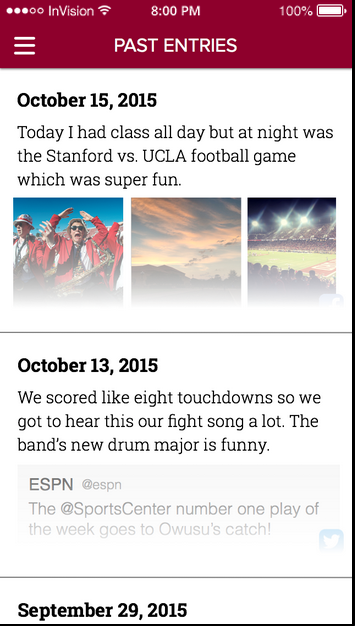 InVision 8:00 PM 100%
PAST ENTRIES
October 15, 2015
Today I had class all day but at night was
the Stanford vs. UCLA football game
which was super fun.
October 13, 2015
We scored like eight touchdowns so we
got to hear this our fight song a lot. The
band's new drum major is funny.
ESPN @espn
The @SportsCenter number one play of
the week goes to Owusu's catch!
September 29, 2015